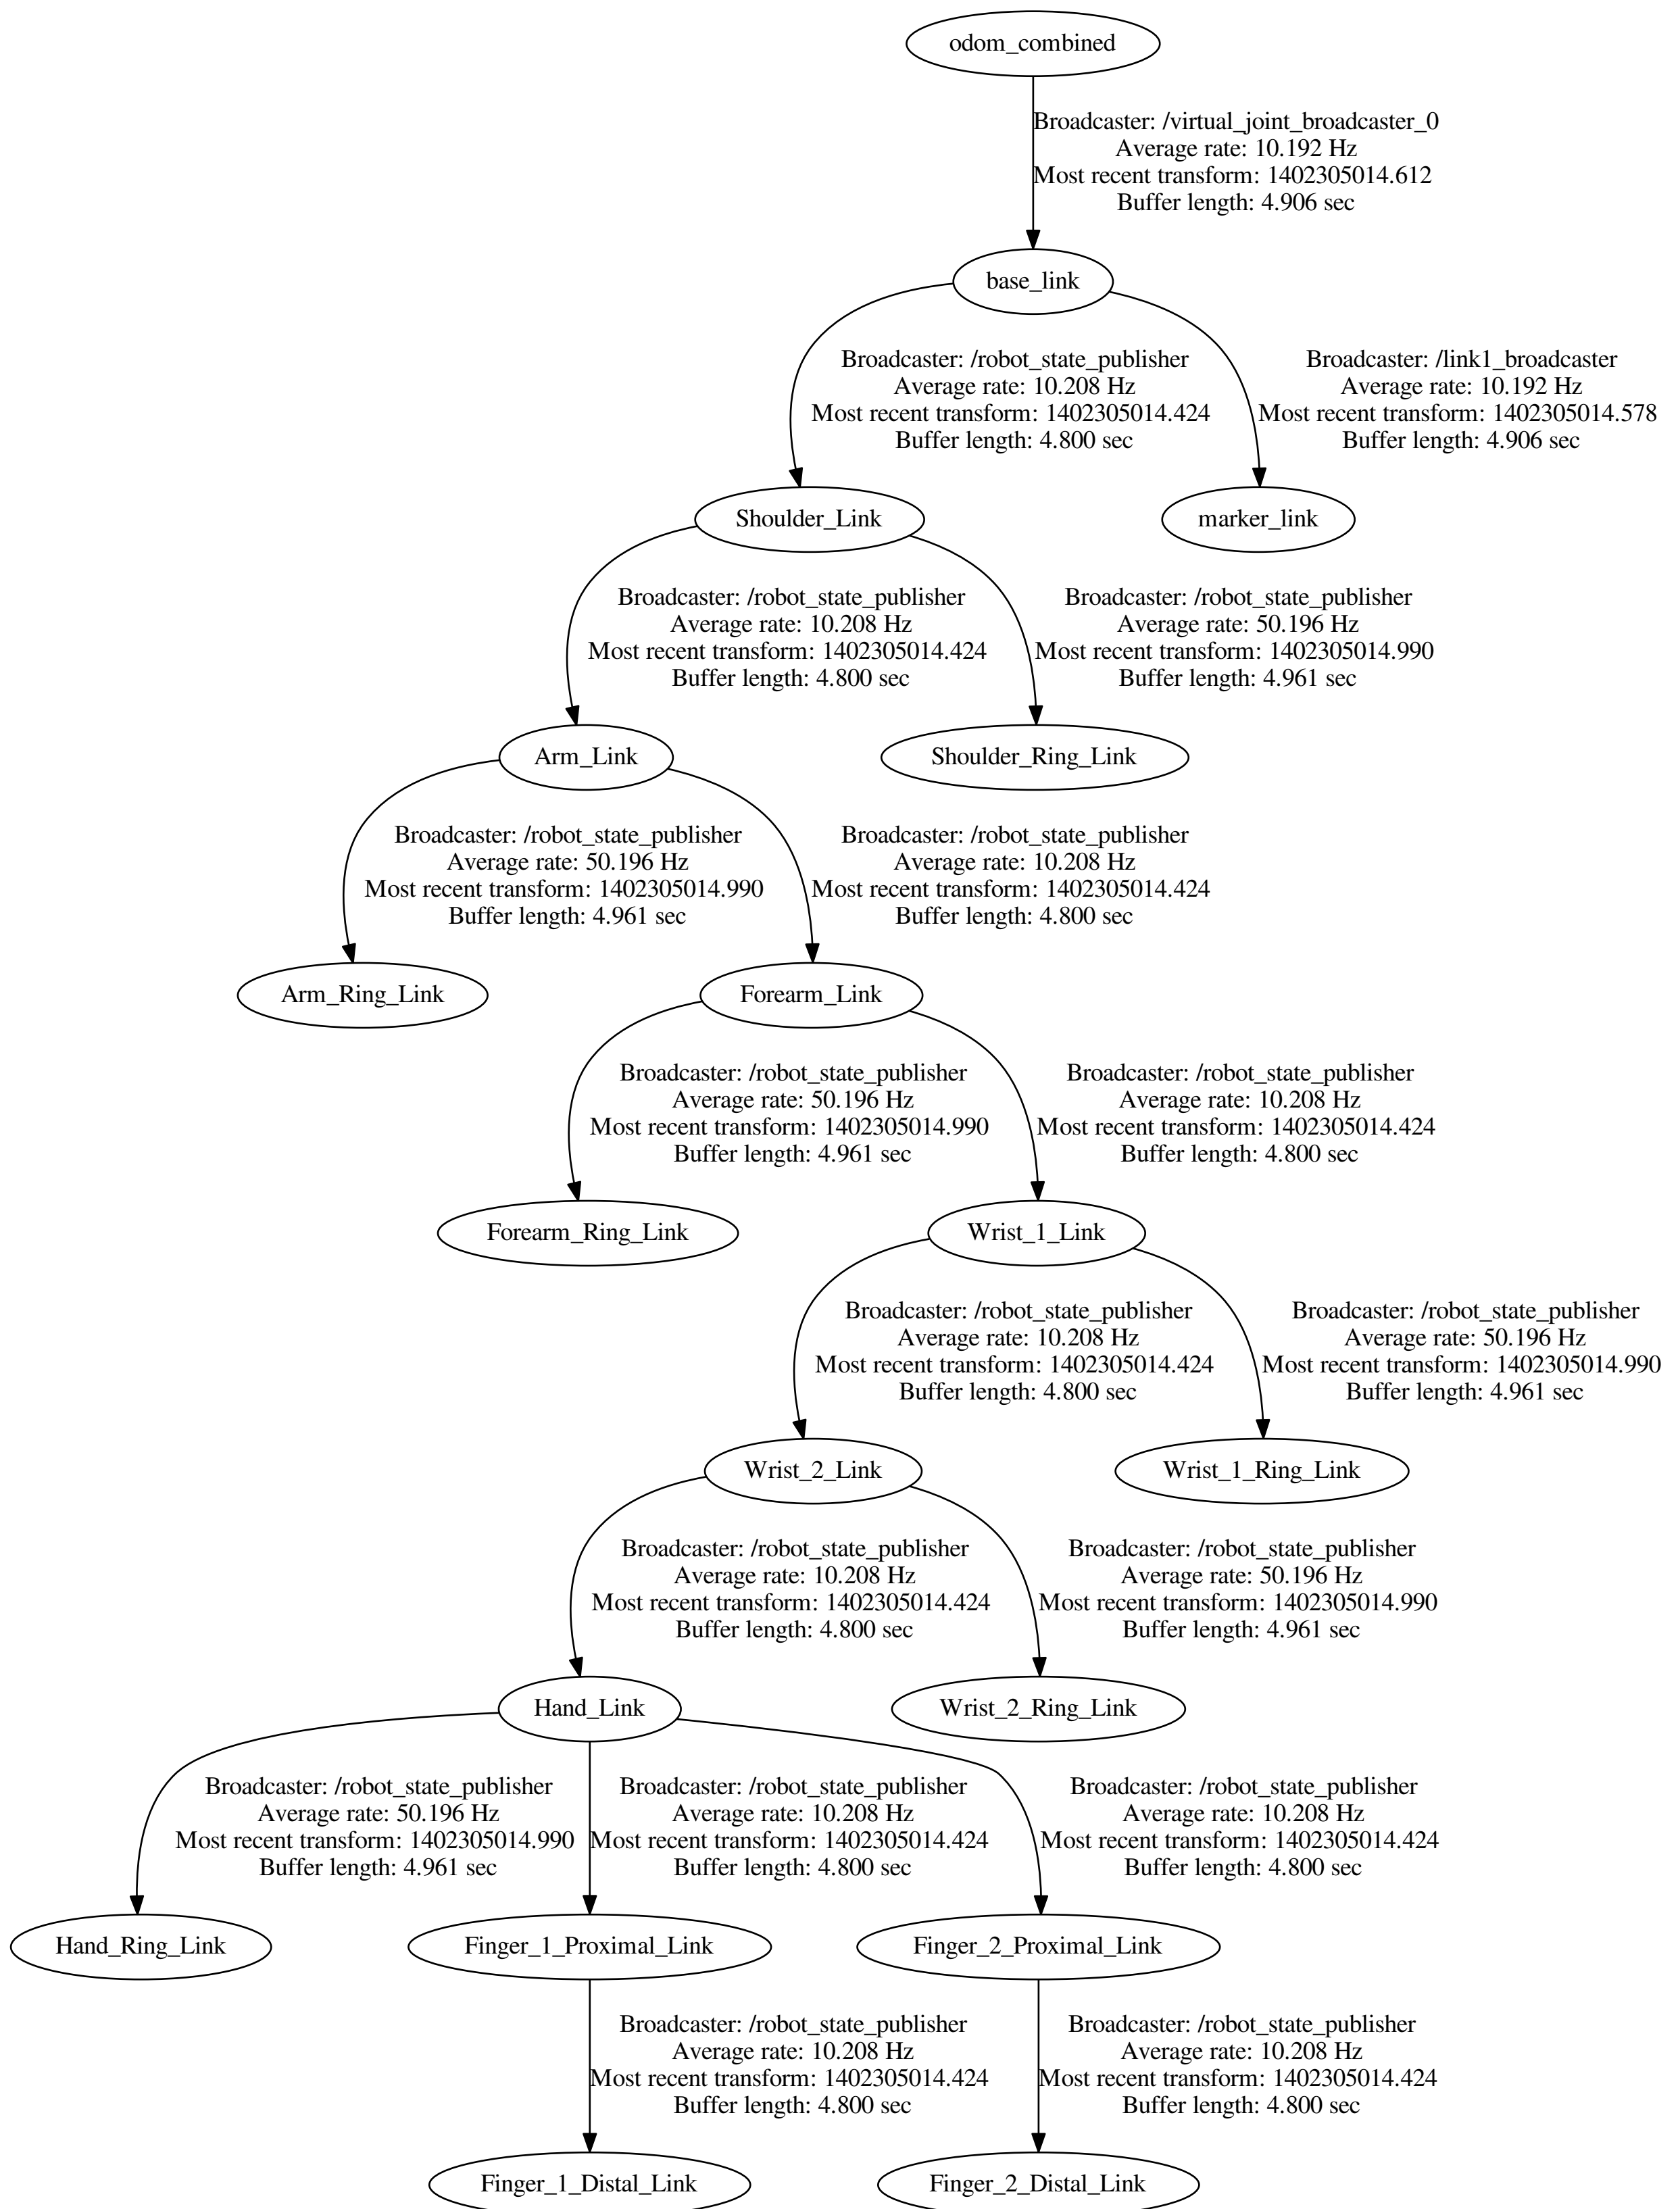 odom_combined
Broadcaster: /virtual_joint_broadcaster_0
Average rate: 10.192 Hz
Most recent transform: 1402305014.612
Buffer length: 4.906 sec
base_link
Broadcaster: /robot_state_publisher
Average rate: 10.208 Hz
Most recent transform: 1402305014.424
Buffer length: 4.800 sec
Broadcaster: /link1_broadcaster
Average rate: 10.192 Hz
Most recent transform: 1402305014.578
Buffer length: 4.906 sec
Shoulder_Link
marker_link
Broadcaster: /robot_state_publisher
Average rate: 10.208 Hz
Most recent transform: 1402305014.424
Buffer length: 4.800 sec
Broadcaster: /robot_state_publisher
Average rate: 50.196 Hz
Most recent transform: 1402305014.990
Buffer length: 4.961 sec
Arm_Link
Shoulder_Ring_Link
Broadcaster: /robot_state_publisher
Average rate: 50.196 Hz
Most recent transform: 1402305014.990
Buffer length: 4.961 sec
Broadcaster: /robot_state_publisher
Average rate: 10.208 Hz
Most recent transform: 1402305014.424
Buffer length: 4.800 sec
Arm_Ring_Link
Forearm_Link
Broadcaster: /robot_state_publisher
Average rate: 50.196 Hz
Most recent transform: 1402305014.990
Buffer length: 4.961 sec
Broadcaster: /robot_state_publisher
Average rate: 10.208 Hz
Most recent transform: 1402305014.424
Buffer length: 4.800 sec
Forearm_Ring_Link
Wrist_1_Link
Broadcaster: /robot_state_publisher
Average rate: 10.208 Hz
Most recent transform: 1402305014.424
Buffer length: 4.800 sec
Broadcaster: /robot_state_publisher
Average rate: 50.196 Hz
Most recent transform: 1402305014.990
Buffer length: 4.961 sec
Wrist_2_Link
Wrist_1_Ring_Link
Broadcaster: /robot_state_publisher
Average rate: 10.208 Hz
Most recent transform: 1402305014.424
Buffer length: 4.800 sec
Broadcaster: /robot_state_publisher
Average rate: 50.196 Hz
Most recent transform: 1402305014.990
Buffer length: 4.961 sec
Hand_Link
Wrist_2_Ring_Link
Broadcaster: /robot_state_publisher
Average rate: 50.196 Hz
Most recent transform: 1402305014.990
Buffer length: 4.961 sec
Broadcaster: /robot_state_publisher
Average rate: 10.208 Hz
Most recent transform: 1402305014.424
Buffer length: 4.800 sec
Broadcaster: /robot_state_publisher
Average rate: 10.208 Hz
Most recent transform: 1402305014.424
Buffer length: 4.800 sec
Hand_Ring_Link
Finger_1_Proximal_Link
Finger_2_Proximal_Link
Broadcaster: /robot_state_publisher
Average rate: 10.208 Hz
Most recent transform: 1402305014.424
Buffer length: 4.800 sec
Broadcaster: /robot_state_publisher
Average rate: 10.208 Hz
Most recent transform: 1402305014.424
Buffer length: 4.800 sec
Finger_1_Distal_Link
Finger_2_Distal_Link